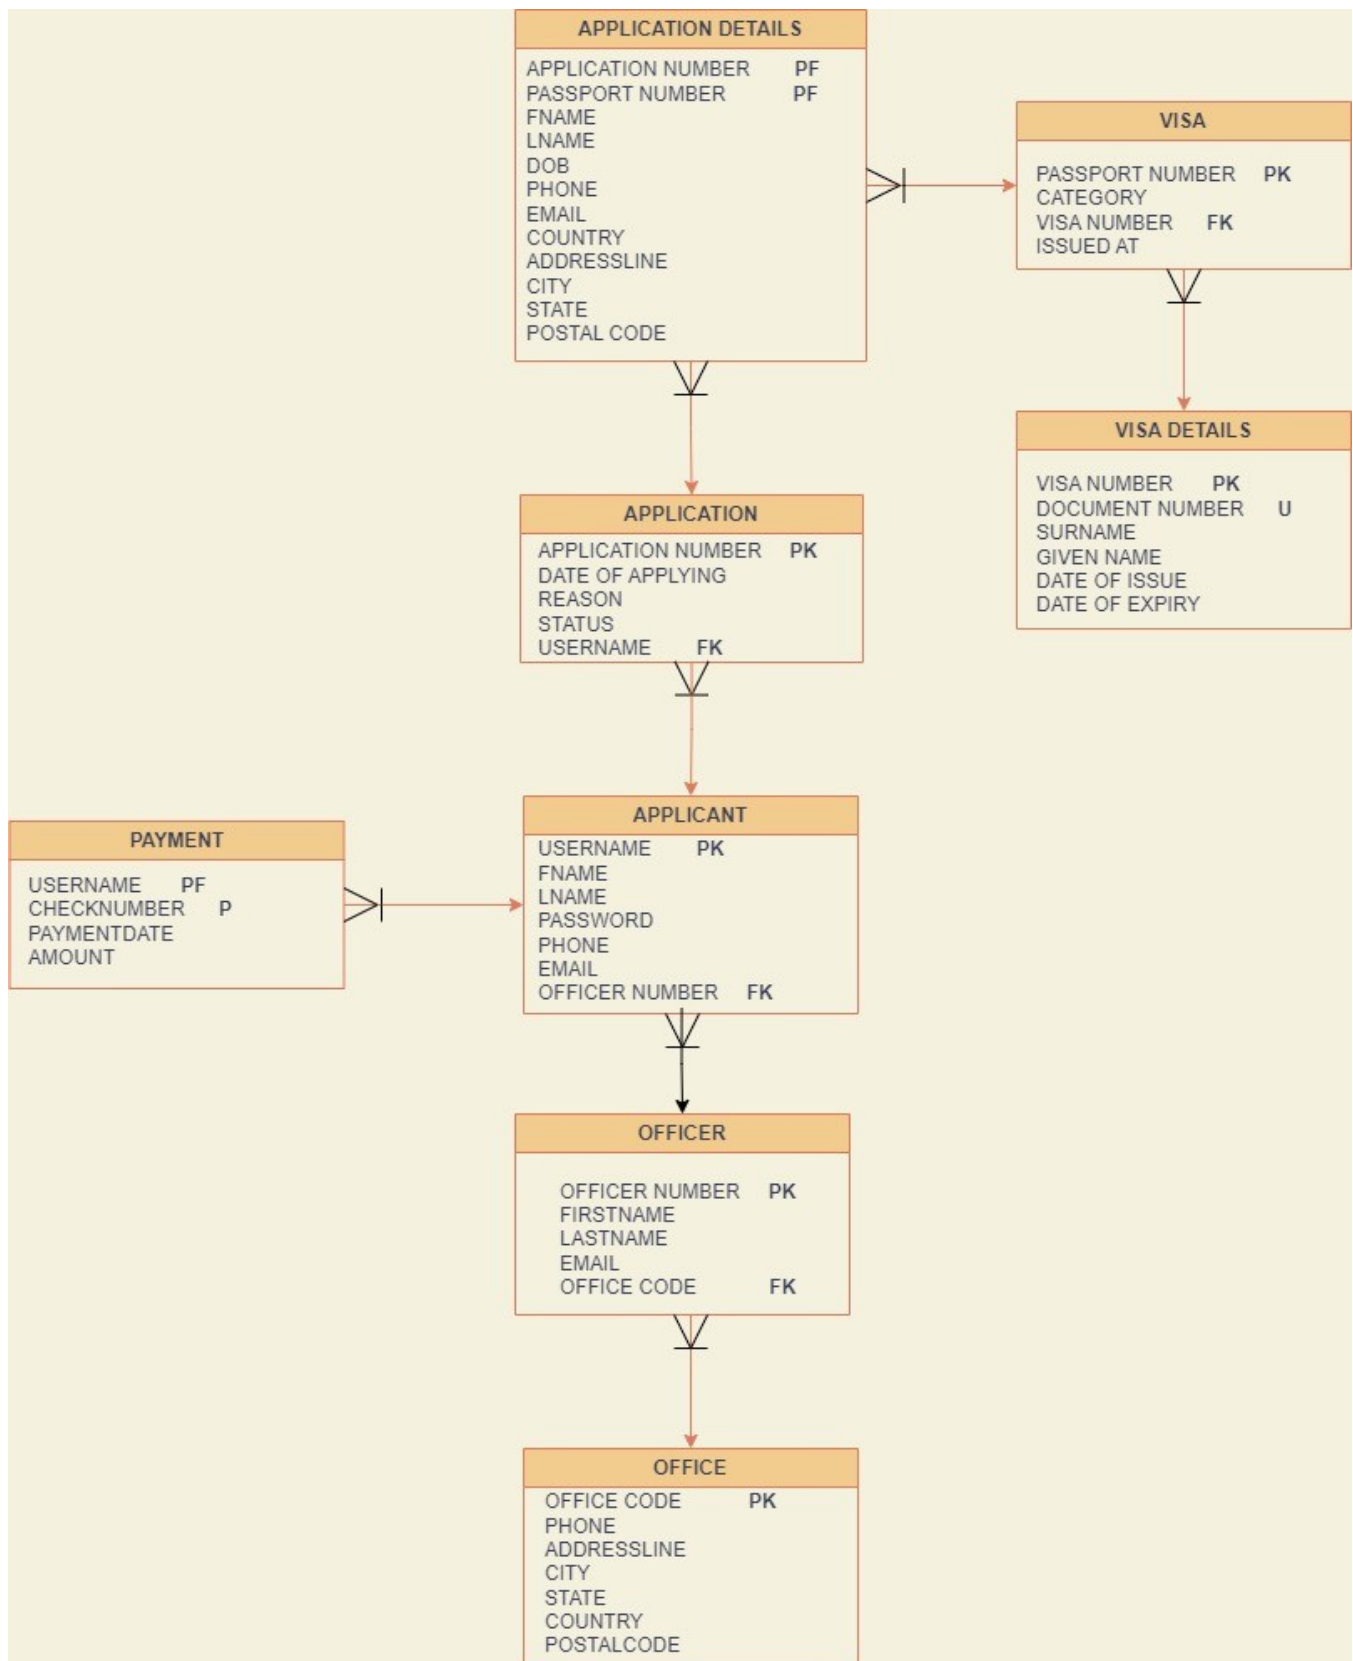 APPLICATION DETAILS
APPLICATION NUMBER PF
PASSPORT NUMBER PF
FNAME
LNAME
DOB
PHONE
EMAIL
COUNTRY
ADDRESSLINE
CITY
STATE
POSTAL CODE
VISA
PASSPORT NUMBER PK
CATEGORY
VISA NUMBER FK
ISSUED AT
VISA DETAILS
VISA NUMBER PK
DOCUMENT NUMBER U
SURNAME
GIVEN NAME
DATE OF ISSUE
DATE OF EXPIRY
APPLICATION
APPLICATION NUMBER PK
DATE OF APPLYING
REASON
STATUS
USERNAME FK
PAYMENT
USERNAME PF
CHECKNUMBER P
PAYMENTDATE
AMOUNT
APPLICANT
USERNAME PK
FNAME
LNAME
PASSWORD
PHONE
EMAIL
OFFICER NUMBER FK
OFFICER
OFFICER NUMBER PK
FIRSTNAME
LASTNAME
EMAIL
OFFICE CODE FK
OFFICE
OFFICE CODE PK
PHONE
ADDRESSLINE
CITY
STATE
COUNTRY
POSTALCODE